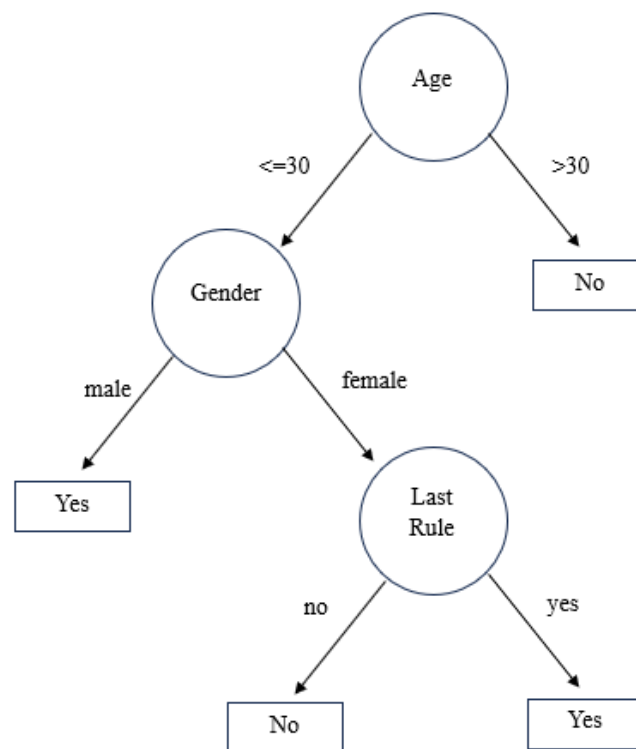 Age
<=30
>30
Gender
No
male
female
Yes
Last
Rule
no
yes
No
Yes